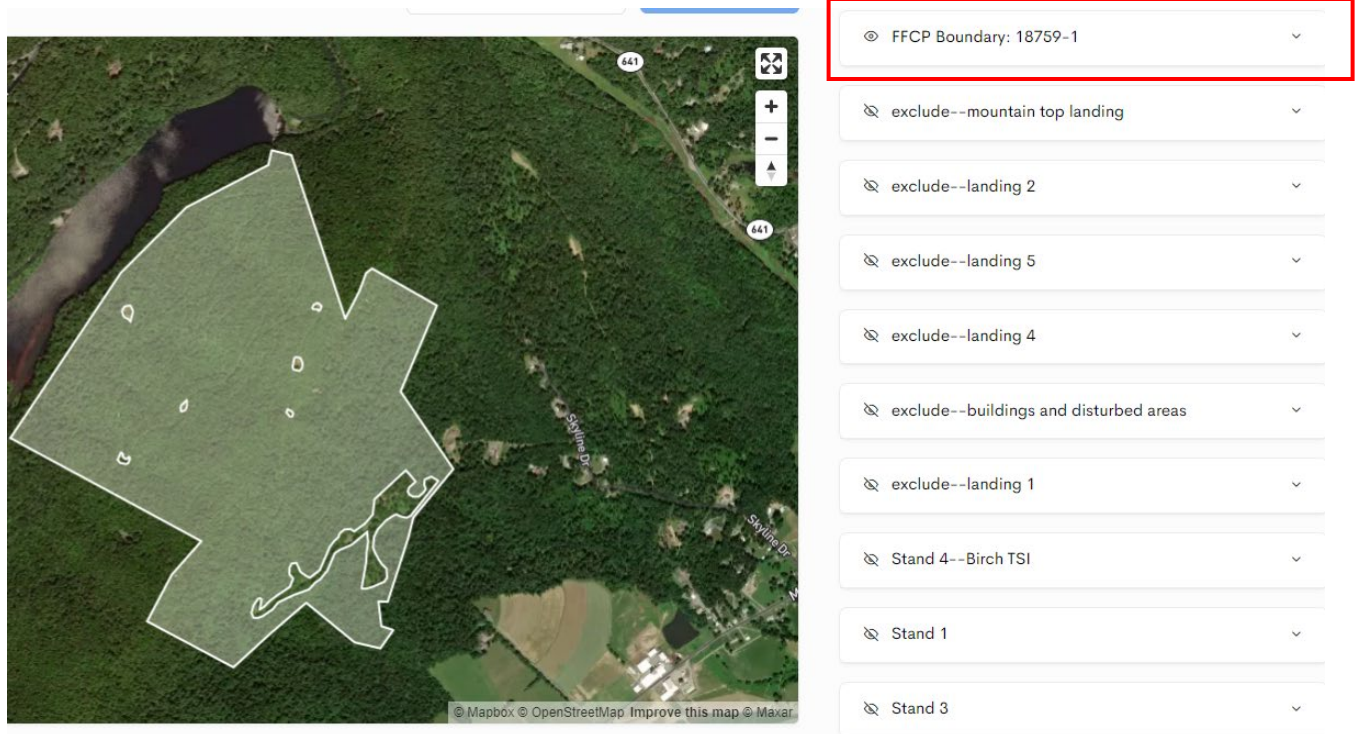 641
641
Skyline Dr
Skyline Dr
© Mapbox © OpenStreetMap Improve this map © Maxar
FFCP Boundary: 18759-1
exclude--mountain top landing
exclude--landing 2
exclude--landing 5
exclude--landing 4
exclude--buildings and disturbed areas
exclude--landing 1
Stand 4--Birch TSI
Stand 1
Stand 3